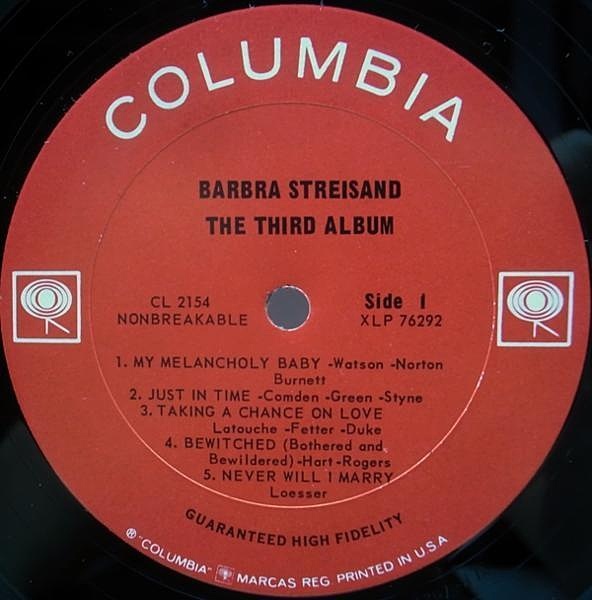 COLUMBIA
BARBRA STREISAND
THE THIRD ALBUM
CL 2154
NONBREAKABLE
Side 1
XLP 76292
1. MY MELANCHOLY BABY -Watson -Norton
Burnett
2. JUST IN TIME -Comden -Green -Styne
3. TAKING A CHANCE ON LOVE
Latouche -Fetter -Duke
4. BEWITCHED (Bothered and
Bewildered) -Hart -Rogers
5. NEVER WILL I MARRY
Loesser
GUARANTEED HIGH FIDELITY
® "COLUMBIA" MARCAS REG. PRINTED IN U.S.A